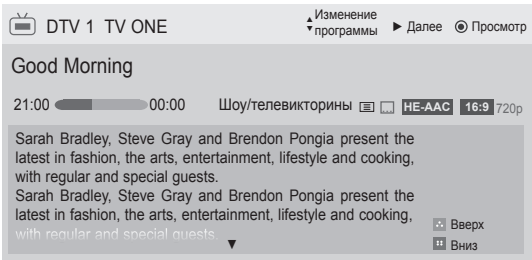 DTV 1 TV ONE
Изменение программы
Далее
Просмотр
Good Morning
21:00 00:00 Шоу/телевикторины HE-AAC 16:9 720p
Sarah Bradley, Steve Gray and Brendon Pongia present the
latest in fashion, the arts, entertainment, lifestyle and cooking,
with regular and special guests.
Sarah Bradley, Steve Gray and Brendon Pongia present the
latest in fashion, the arts, entertainment, lifestyle and cooking,
with regular and special guests.
Вверх
Вниз